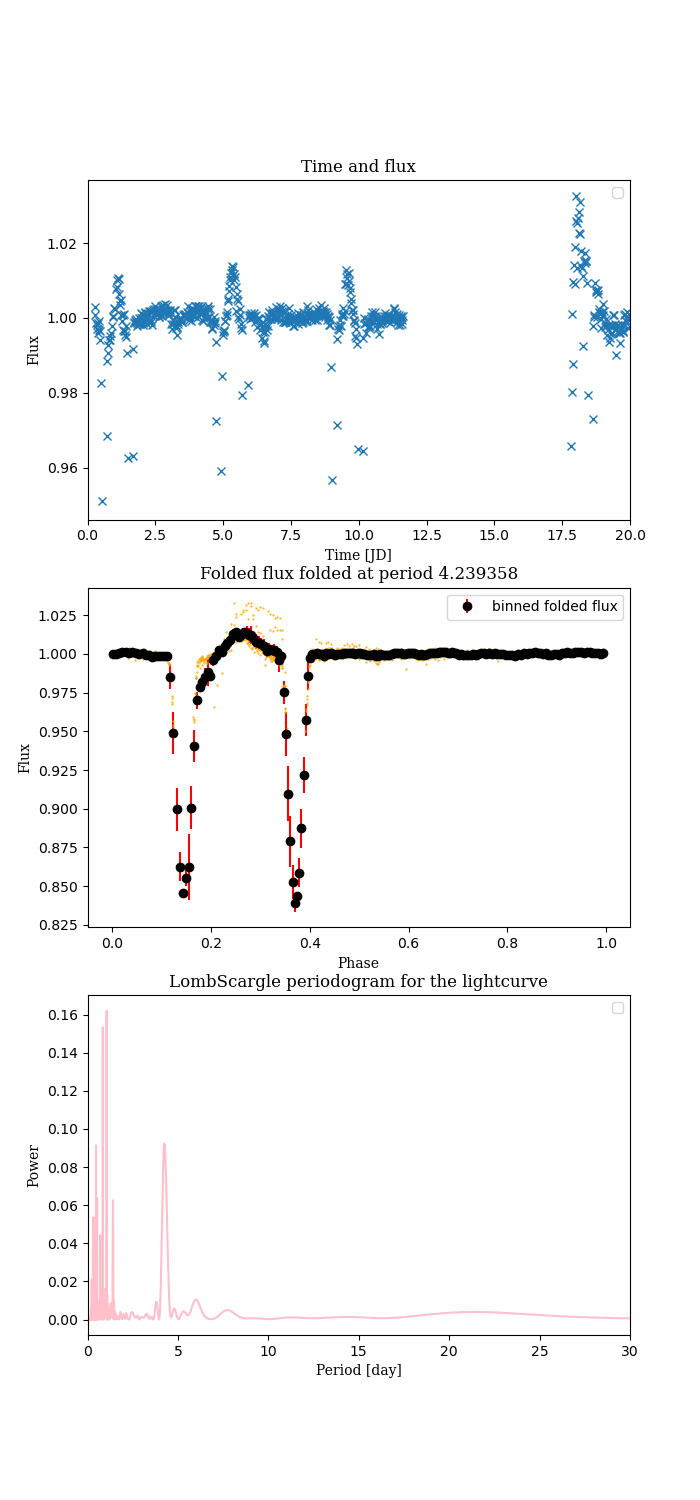 Time and flux
1.02
1.00
0.98
0.96
Flux
0.0 2.5 5.0 7.5 10.0 12.5 15.0 17.5 20.0
Time [JD]
Folded flux folded at period 4.239358
binned folded flux
1.025
1.000
0.975
0.950
0.925
0.900
0.875
0.850
0.825
Flux
0.0 0.2 0.4 0.6 0.8 1.0
Phase
LombScargle periodogram for the lightcurve
0.16
0.14
0.12
0.10
0.08
0.06
0.04
0.02
0.00
Power
0 5 10 15 20 25 30
Period [day]